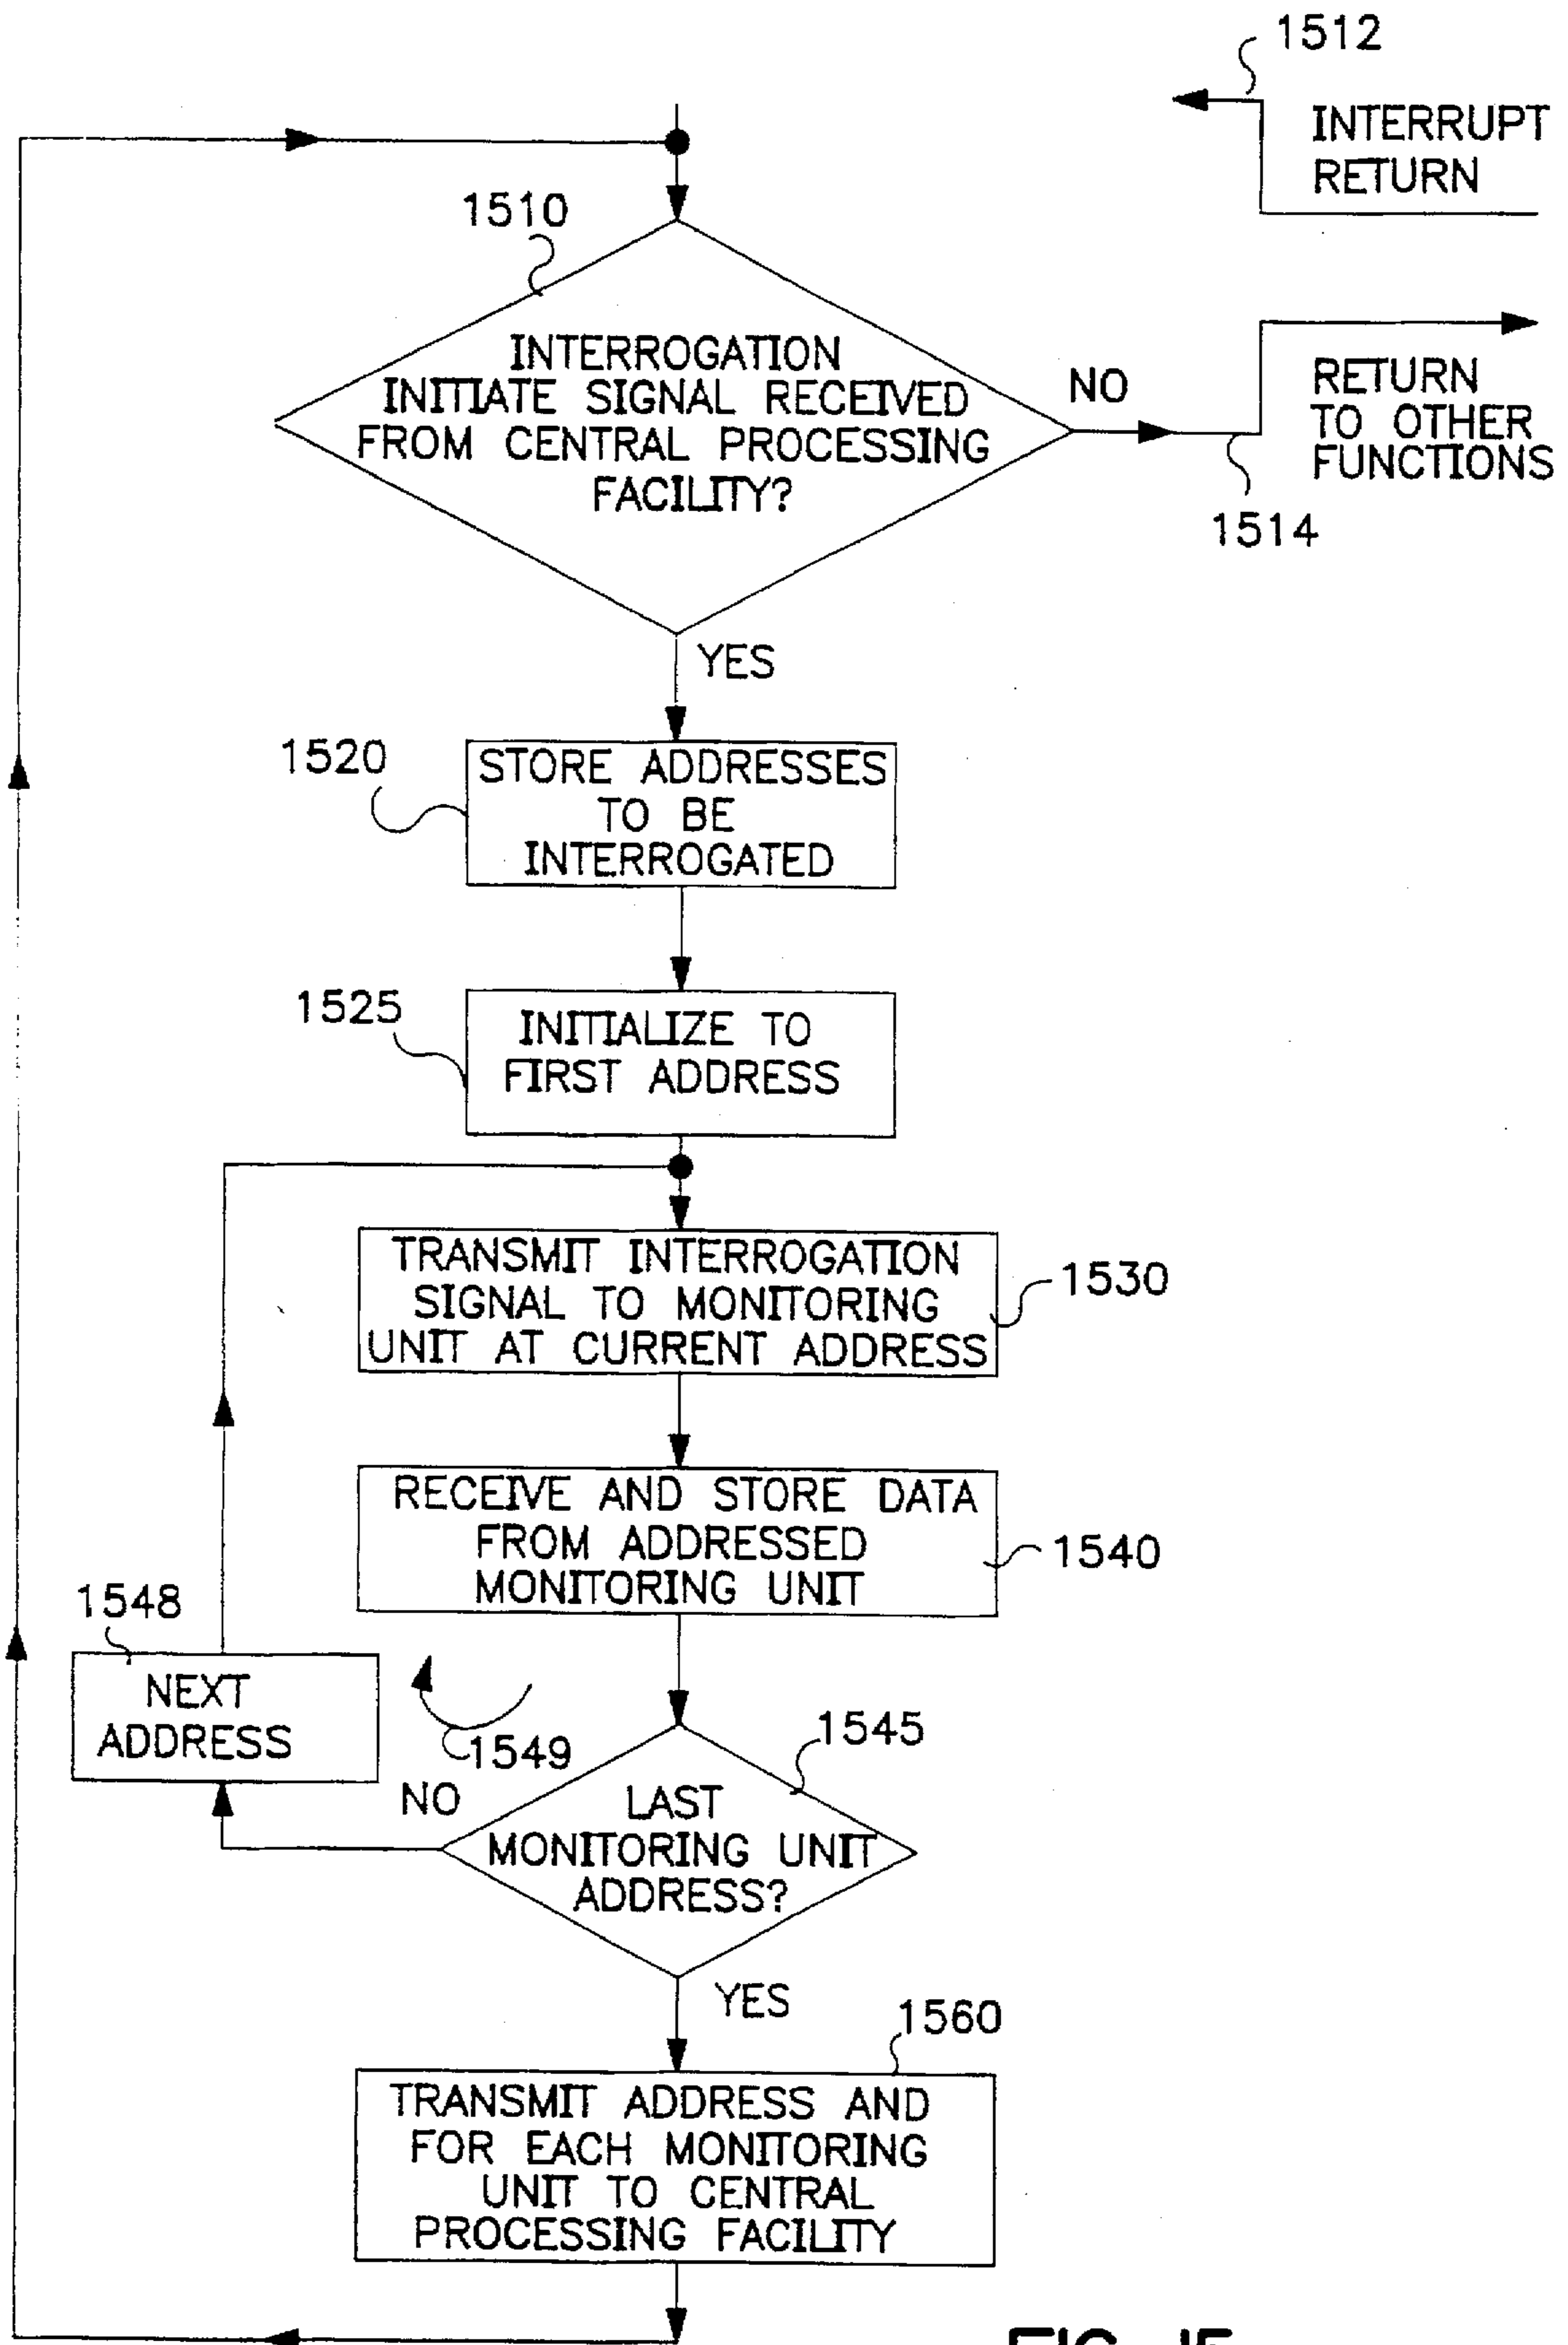 1512
INTERRUPT
RETURN
1510
INTERROGATION
INITIATE SIGNAL RECEIVED
FROM CENTRAL PROCESSING
FACILITY?
NO
RETURN
TO OTHER
FUNCTIONS
1514
YES
1520
STORE ADDRESSES
TO BE
INTERROGATED
1525
INITIALIZE TO
FIRST ADDRESS
TRANSMIT INTERROGATION
SIGNAL TO MONITORING
UNIT AT CURRENT ADDRESS
1530
RECEIVE AND STORE DATA
FROM ADDRESSED
MONITORING UNIT
1540
1548
NEXT
ADDRESS
1549
NO
1545
LAST
MONITORING UNIT
ADDRESS?
YES
1560
TRANSMIT ADDRESS AND
FOR EACH MONITORING
UNIT TO CENTRAL
PROCESSING FACILITY
FIG. 15